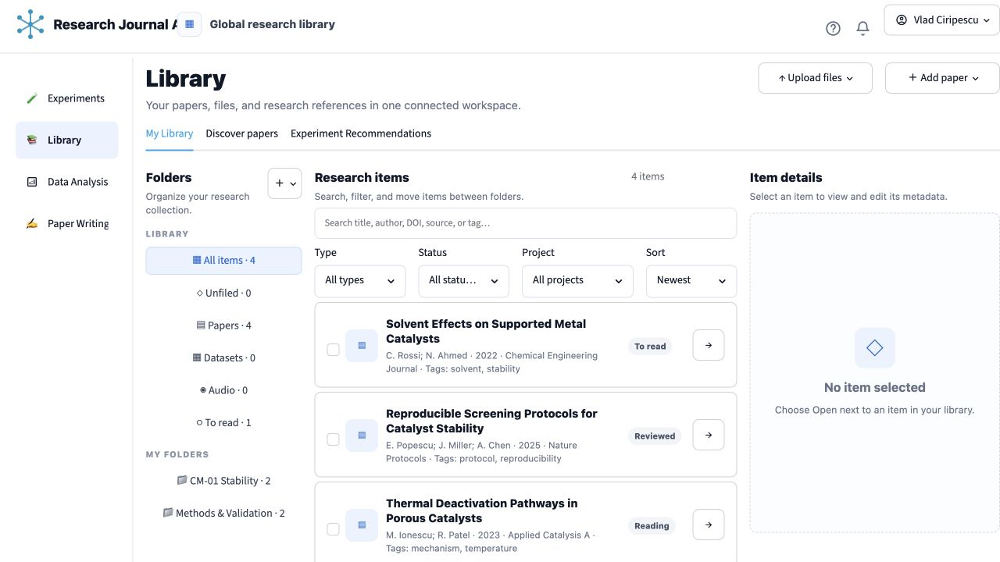 Research Journal A
Global research library
Vlad Ciripescu
Experiments
Library
Data Analysis
Paper Writing
Library
Your papers, files, and research references in one connected workspace.
↑ Upload files
+ Add paper
My Library
Discover papers
Experiment Recommendations
Folders
Organize your research
collection.
+
LIBRARY
All items · 4
Unfiled · 0
Papers · 4
Datasets · 0
Audio · 0
To read · 1
MY FOLDERS
CM-01 Stability · 2
Methods & Validation · 2
Research items
4 items
Search, filter, and move items between folders.
Search title, author, DOI, source, or tag…
Type
Status
Project
Sort
All types
All statu…
All projects
Newest
Solvent Effects on Supported Metal
Catalysts
C. Rossi; N. Ahmed · 2022 · Chemical Engineering
Journal · Tags: solvent, stability
To read
→
Reproducible Screening Protocols for
Catalyst Stability
E. Popescu; J. Miller; A. Chen · 2025 · Nature
Protocols · Tags: protocol, reproducibility
Reviewed
→
Thermal Deactivation Pathways in
Porous Catalysts
M. Ionescu; R. Patel · 2023 · Applied Catalysis A ·
Tags: mechanism, temperature
Reading
→
Item details
Select an item to view and edit its metadata.
No item selected
Choose Open next to an item in your library.